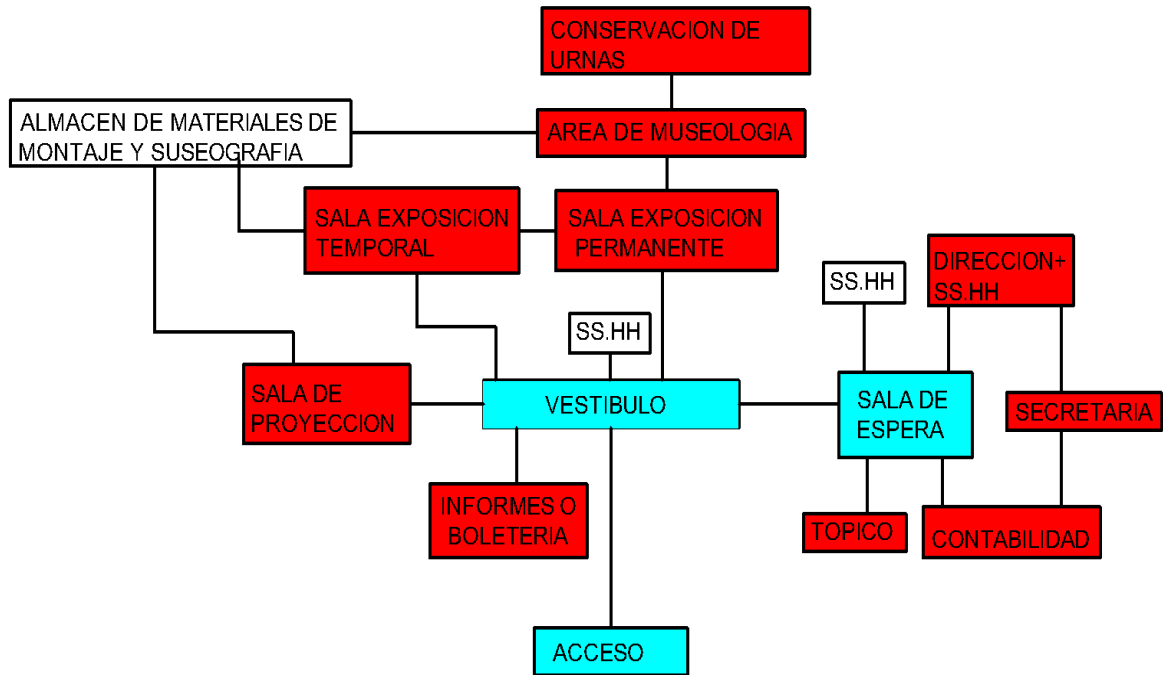 CONSERVACION DE
URNAS
ALMACEN DE MATERIALES DE
MONTAJE Y SUSEOGRAFIA
AREA DE MUSEOLOGIA
SALA EXPOSICION
TEMPORAL
SALA EXPOSICION
PERMANENTE
SS.HH
DIRECCION+
SS.HH
SS.HH
SALA DE
PROYECCION
VESTIBULO
SALA DE
ESPERA
SECRETARIA
INFORMES O
BOLETERIA
TOPICO
CONTABILIDAD
ACCESO